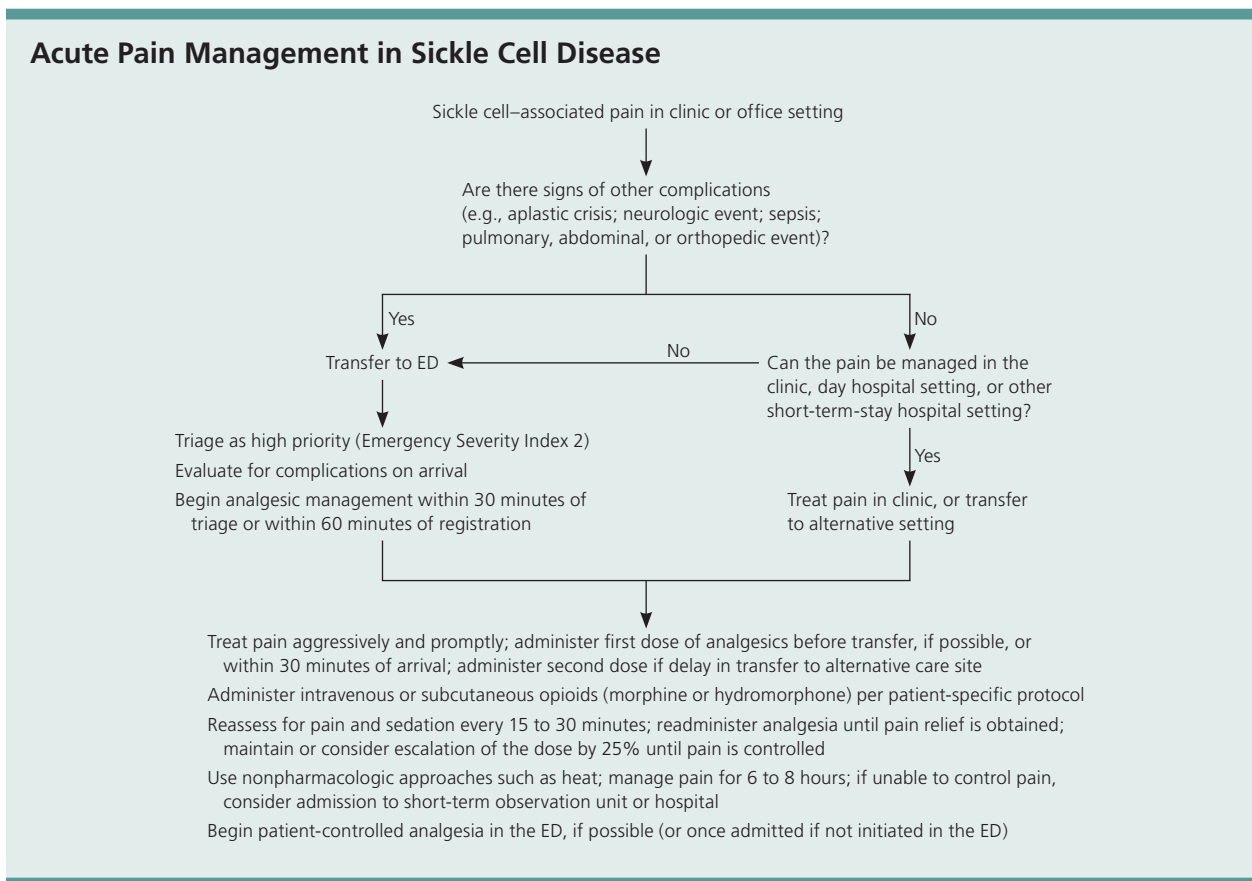 Acute Pain Management in Sickle Cell Disease
Sickle cell–associated pain in clinic or office setting
Are there signs of other complications
(e.g., aplastic crisis; neurologic event; sepsis;
pulmonary, abdominal, or orthopedic event)?
Yes
No
Transfer to ED
No
Can the pain be managed in the
clinic, day hospital setting, or other
short-term-stay hospital setting?
Triage as high priority (Emergency Severity Index 2)
Evaluate for complications on arrival
Begin analgesic management within 30 minutes of
triage or within 60 minutes of registration
Yes
Treat pain in clinic, or transfer
to alternative setting
Treat pain aggressively and promptly; administer first dose of analgesics before transfer, if possible, or
within 30 minutes of arrival; administer second dose if delay in transfer to alternative care site
Administer intravenous or subcutaneous opioids (morphine or hydromorphone) per patient-specific protocol
Reassess for pain and sedation every 15 to 30 minutes; readminister analgesia until pain relief is obtained;
maintain or consider escalation of the dose by 25% until pain is controlled
Use nonpharmacologic approaches such as heat; manage pain for 6 to 8 hours; if unable to control pain,
consider admission to short-term observation unit or hospital
Begin patient-controlled analgesia in the ED, if possible (or once admitted if not initiated in the ED)